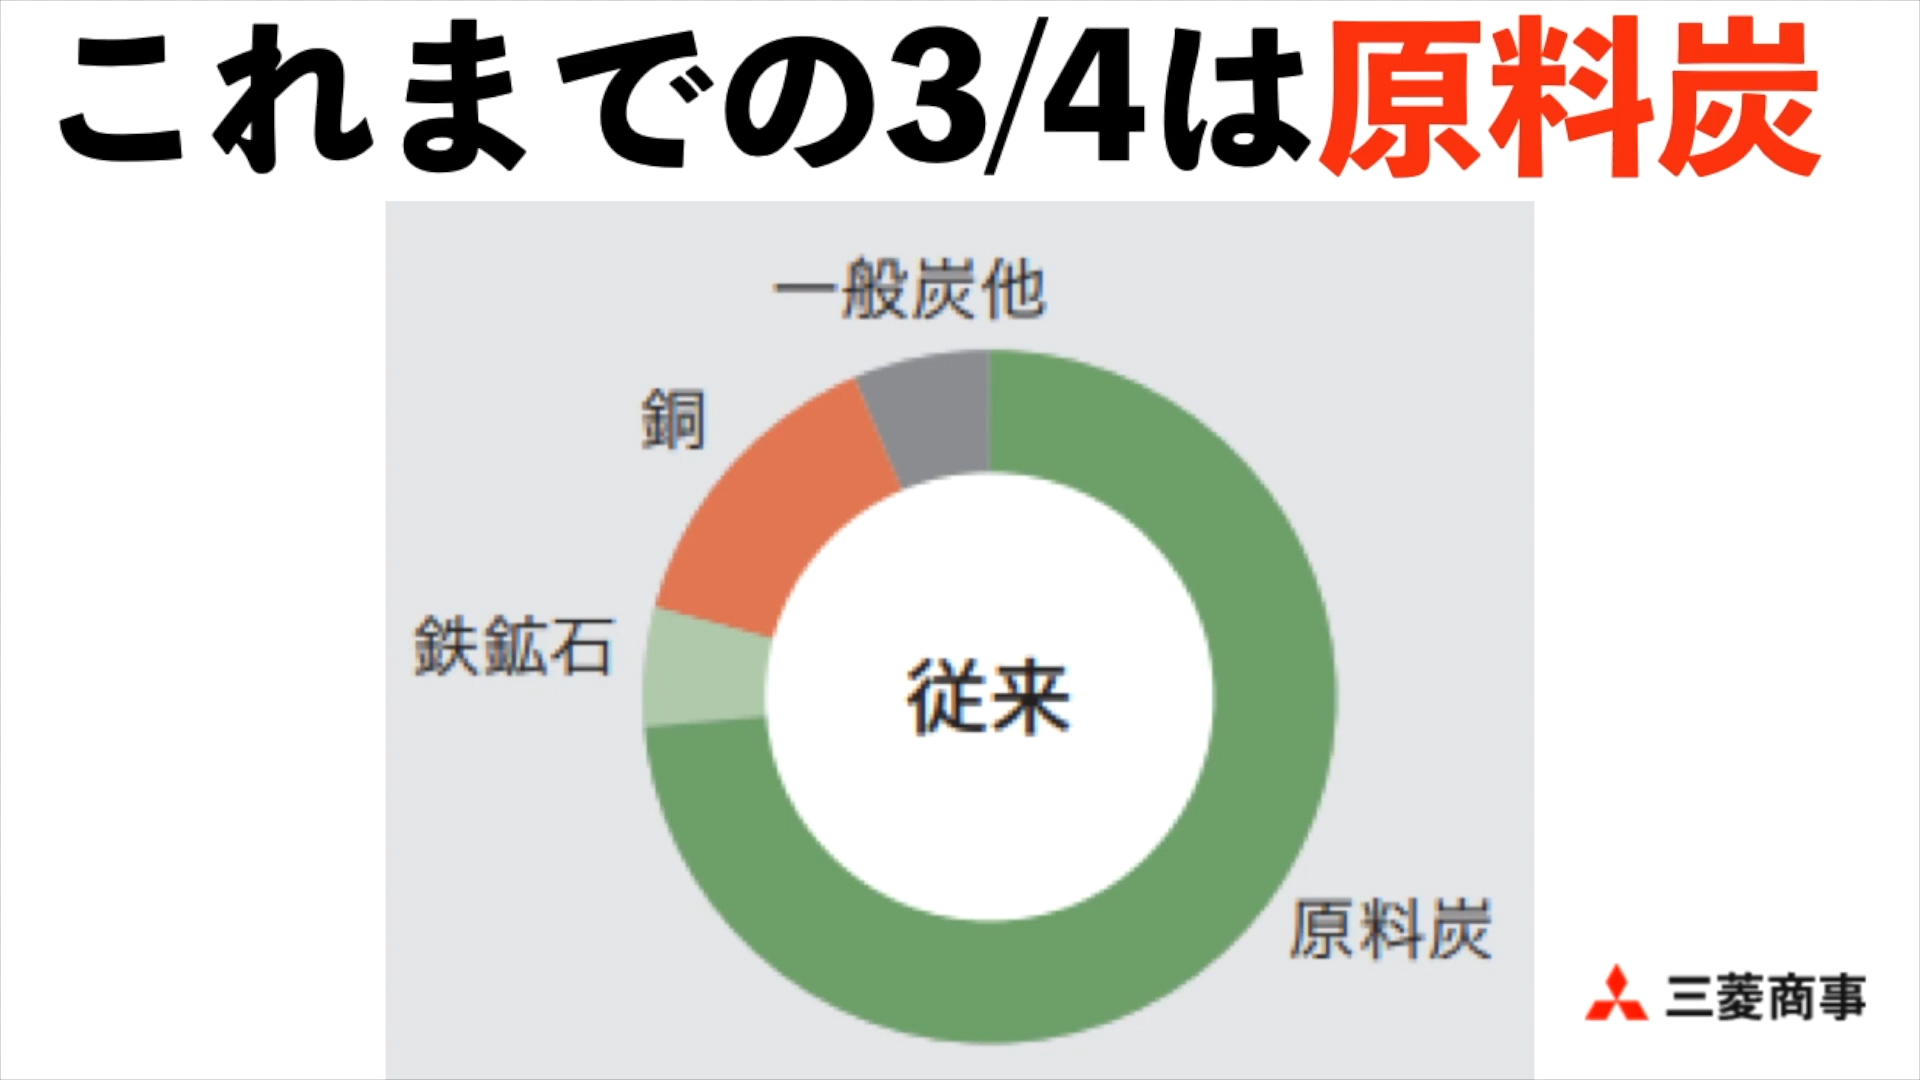 これまでの3/4は原料炭
一般炭他
銅
鉄鉱石
従来
原料炭
三菱商事